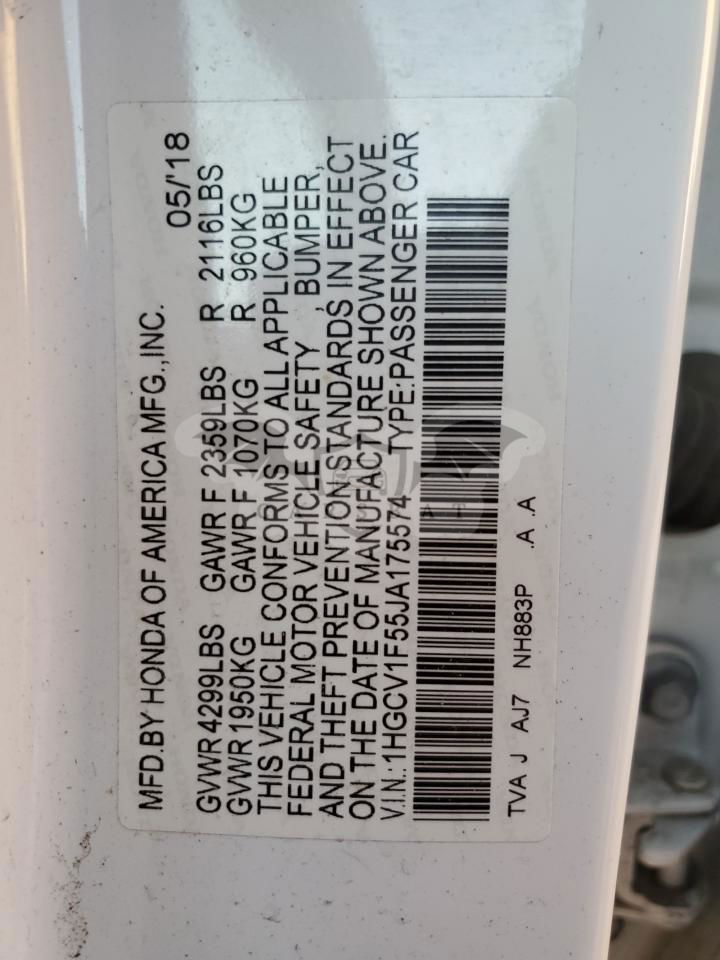 MFD.BY HONDA OF AMERICA MFG.,INC. 05/'18
GVWR 4299LBS GAWR F 2359LBS R 2116LBS
GVWR 1950KG GAWR F 1070KG R 960KG
THIS VEHICLE CONFORMS TO ALL APPLICABLE
FEDERAL MOTOR VEHICLE SAFETY , BUMPER,
AND THEFT PREVENTION STANDARDS IN EFFECT
ON THE DATE OF MANUFACTURE SHOWN ABOVE.
V.I.N.:1HGCV1F55JA175574 TYPE:PASSENGER CAR
TVA J AJ7 NH883P .A .A